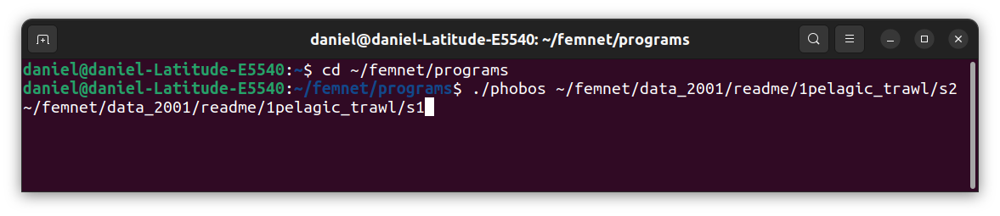 daniel@daniel-Latitude-E5540: ~/femnet/programs
daniel@daniel-Latitude-E5540:~$ cd ~/femnet/programs
daniel@daniel-Latitude-E5540:~/femnet/programs$ ./phobos ~/femnet/data_2001/readme/1pelagic_trawl/s2
~/femnet/data_2001/readme/1pelagic_trawl/s1